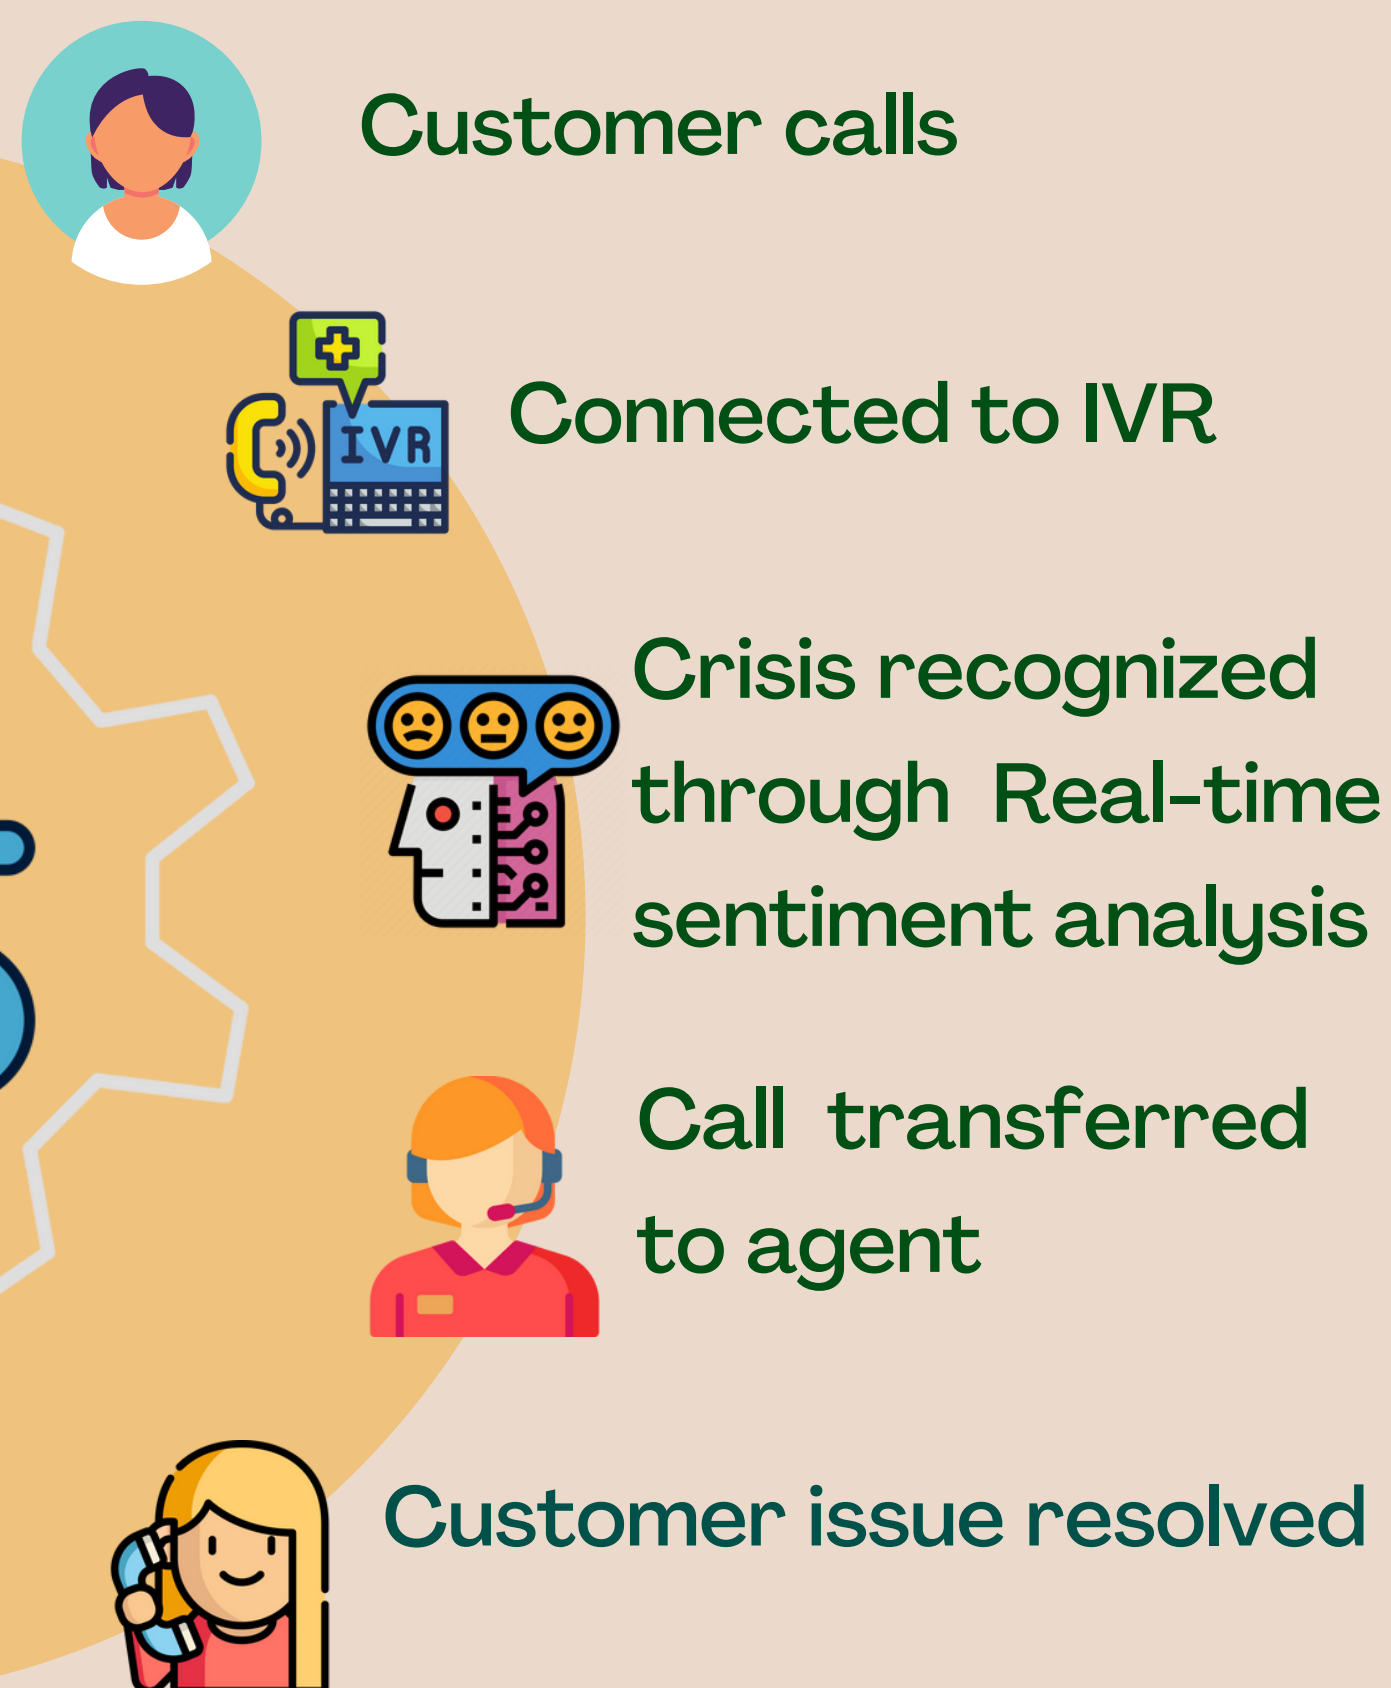 Customer calls
IVR
Connected to IVR
Crisis recognized
through Real-time
sentiment analysis
Call transferred
to agent
Customer issue resolved